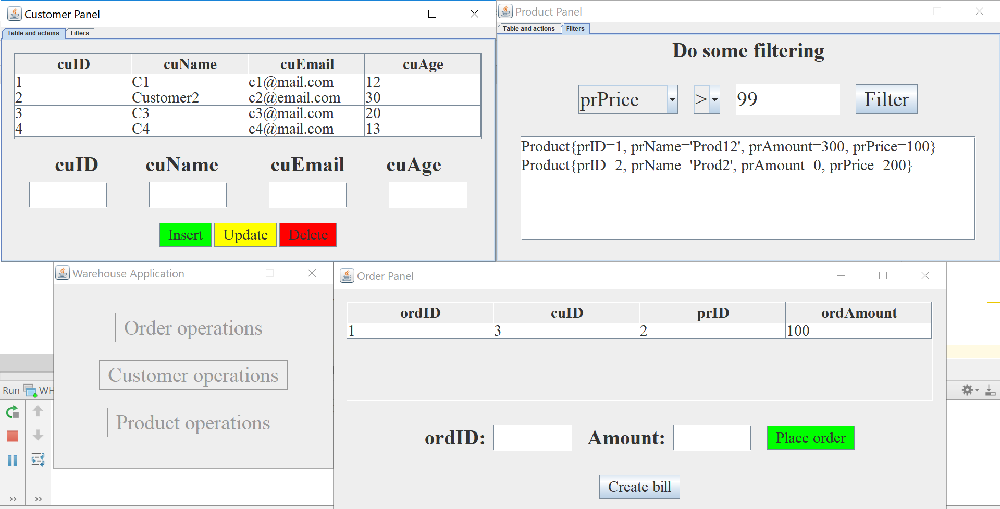 Customer Panel
Table and actions Filters
cuID cuName cuEmail cuAge
1 C1 c1@mail.com 12
2 Customer2 c2@email.com 30
3 C3 c3@mail.com 20
4 C4 c4@mail.com 13
cuID cuName cuEmail cuAge
Insert Update Delete
Product Panel
Table and actions Filters
Do some filtering
prPrice > 99 Filter
Product{prID=1, prName='Prod12', prAmount=300, prPrice=100}
Product{prID=2, prName='Prod2', prAmount=0, prPrice=200}
Warehouse Application
Order operations
Customer operations
Product operations
Order Panel
ordID cuID prID ordAmount
1 3 2 100
ordID: Amount: Place order
Create bill
Run WH